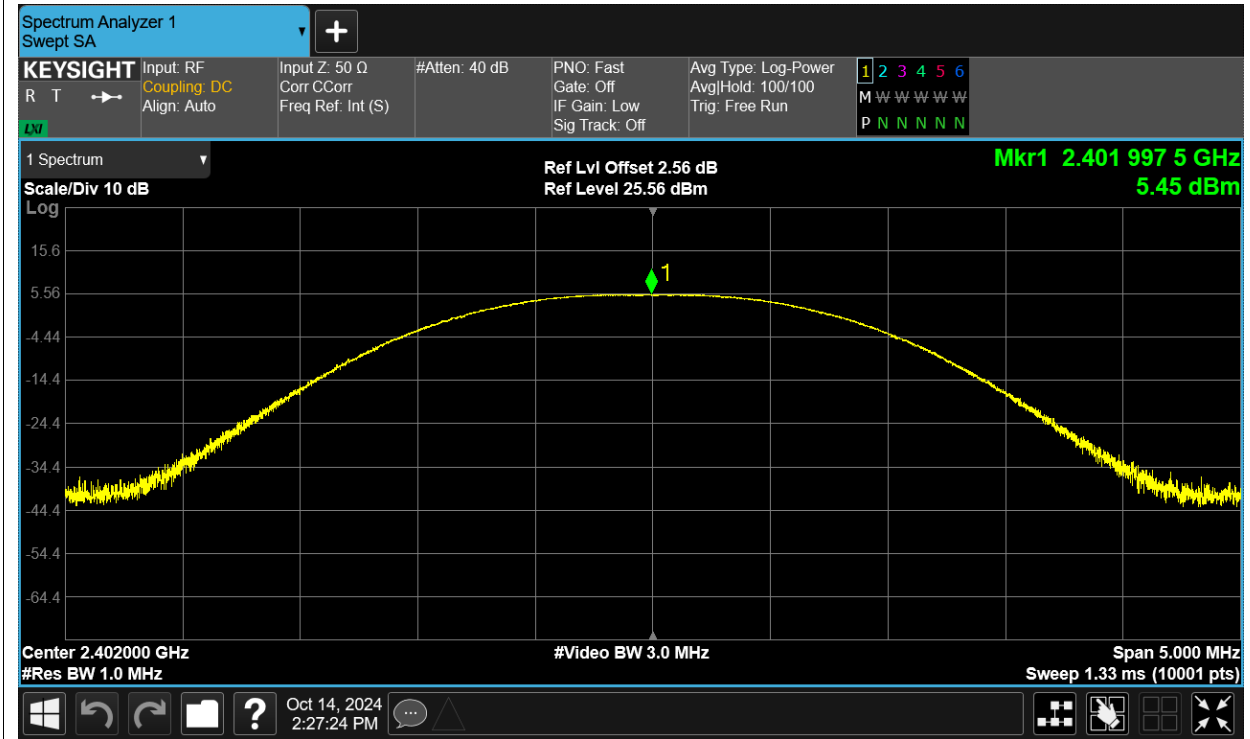 Spectrum Analyzer 1
Swept SA
KEYSIGHT
R T
LXI
Input: RF
Coupling: DC
Align: Auto
Input Z: 50 Ω
Corr CCorr
Freq Ref: Int (S)
#Atten: 40 dB
PNO: Fast
Gate: Off
IF Gain: Low
Sig Track: Off
Avg Type: Log-Power
Avg|Hold: 100/100
Trig: Free Run
1 2 3 4 5 6
M W W W W W
P N N N N N
1 Spectrum
Scale/Div 10 dB
Log
Ref Lvl Offset 2.56 dB
Ref Level 25.56 dBm
Mkr1 2.401 997 5 GHz
5.45 dBm
1
15.6
5.56
-4.44
-14.4
-24.4
-34.4
-44.4
-54.4
-64.4
Center 2.402000 GHz
#Res BW 1.0 MHz
#Video BW 3.0 MHz
Span 5.000 MHz
Sweep 1.33 ms (10001 pts)
?
Oct 14, 2024
2:27:24 PM